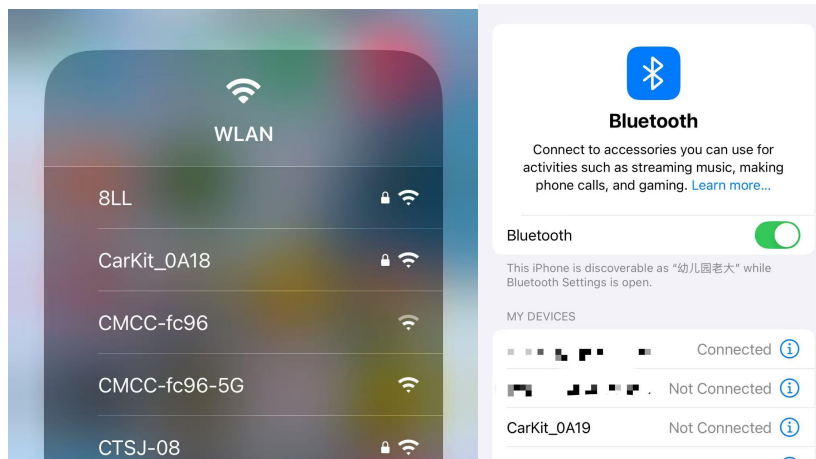 WLAN
8LL
CarKit_0A18
CMCC-fc96
CMCC-fc96-5G
CTSJ-08
Bluetooth
Connect to accessories you can use for
activities such as streaming music, making
phone calls, and gaming. Learn more...
Bluetooth
This iPhone is discoverable as “幼儿园老大” while
Bluetooth Settings is open.
MY DEVICES
Connected
Not Connected
CarKit_0A19 Not Connected